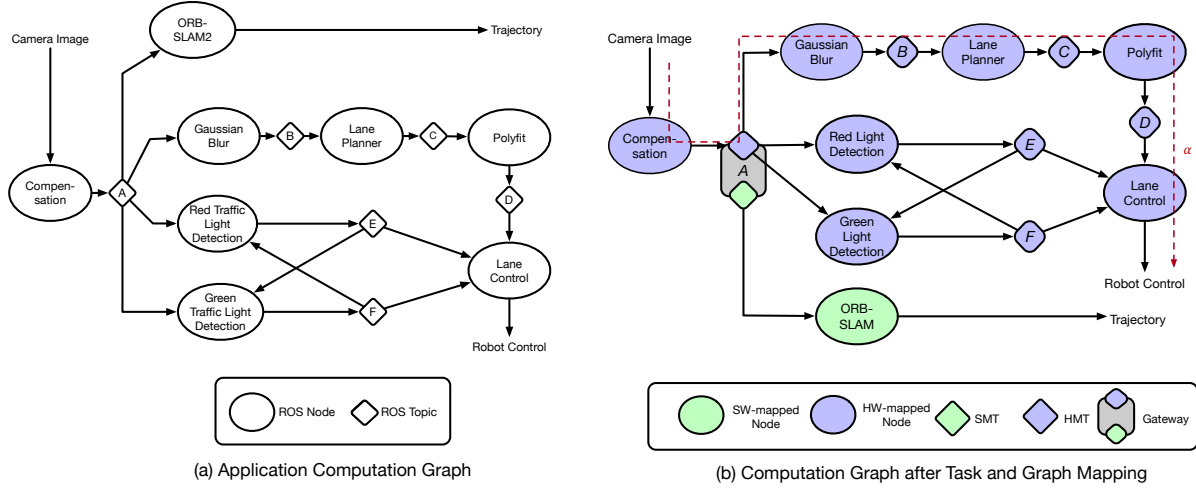 Camera Image
ORB-
SLAM2
Trajectory
Gaussian
Blur
B
Lane
Planner
C
Polyfit
Compen-
sation
A
D
Red Traffic
Light
Detection
E
Lane
Control
Green
Traffic Light
Detection
F
Robot Control
ROS Node
ROS Topic
(a) Application Computation Graph
Camera Image
Gaussian
Blur
B
Lane
Planner
C
Polyfit
Compen-
sation
A
Red Light
Detection
E
D
α
Lane
Control
Green
Light
Detection
F
Robot Control
ORB-
SLAM
Trajectory
SW-mapped
Node
HW-mapped
Node
SMT
HMT
Gateway
(b) Computation Graph after Task and Graph Mapping